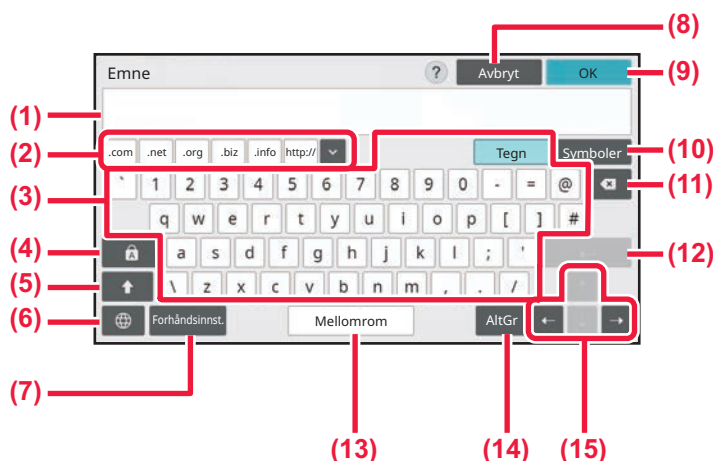 (8)
Emne ? Avbryt OK (9)
(1)
(2) .com .net .org .biz .info http:// Tegn Symboler (10)
(3) ` 1 2 3 4 5 6 7 8 9 0 - = @ (11)
q w e r t y u i o p [ ] #
(4) A a s d f g h j k l ; ' (12)
(5) \ z x c v b n m , . /
(6) Forhåndsinnst. Mellomrom AltGr ← →
(7)
(13) (14) (15)